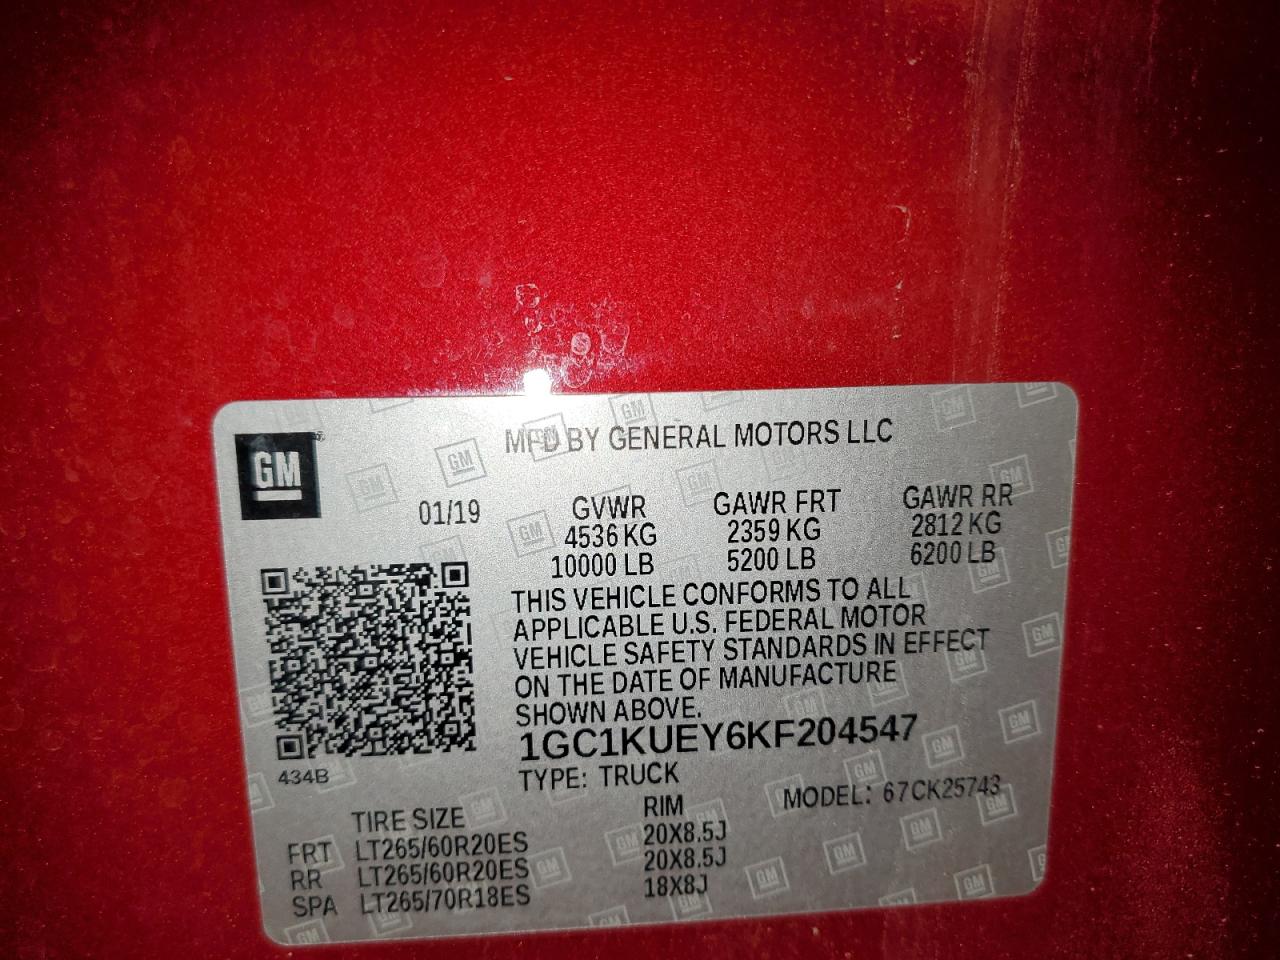 GM
MFD BY GENERAL MOTORS LLC
01/19
GVWR GAWR FRT GAWR RR
4536 KG 2359 KG 2812 KG
10000 LB 5200 LB 6200 LB
THIS VEHICLE CONFORMS TO ALL
APPLICABLE U.S. FEDERAL MOTOR
VEHICLE SAFETY STANDARDS IN EFFECT
ON THE DATE OF MANUFACTURE
SHOWN ABOVE.
1GC1KUEY6KF204547
434B
TYPE: TRUCK
MODEL: 67CK25743
TIRE SIZE RIM
FRT LT265/60R20ES 20X8.5J
RR LT265/60R20ES 20X8.5J
SPA LT265/70R18ES 18X8J